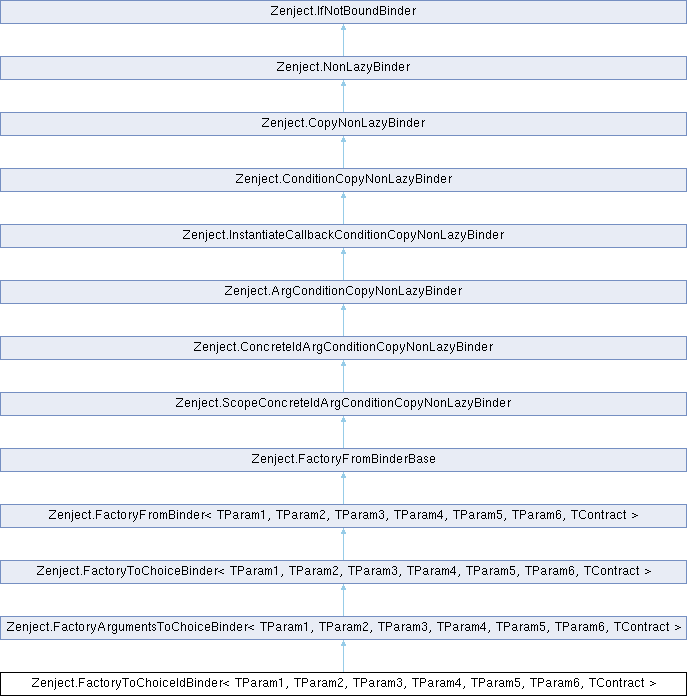 Zenject.IfNotBoundBinder
Zenject.NonLazyBinder
Zenject.CopyNonLazyBinder
Zenject.ConditionCopyNonLazyBinder
Zenject.InstantiateCallbackConditionCopyNonLazyBinder
Zenject.ArgConditionCopyNonLazyBinder
Zenject.ConcreteIdArgConditionCopyNonLazyBinder
Zenject.ScopeConcreteIdArgConditionCopyNonLazyBinder
Zenject.FactoryFromBinderBase
Zenject.FactoryFromBinder< TParam1, TParam2, TParam3, TParam4, TParam5, TParam6, TContract >
Zenject.FactoryToChoiceBinder< TParam1, TParam2, TParam3, TParam4, TParam5, TParam6, TContract >
Zenject.FactoryArgumentsToChoiceBinder< TParam1, TParam2, TParam3, TParam4, TParam5, TParam6, TContract >
Zenject.FactoryToChoiceIdBinder< TParam1, TParam2, TParam3, TParam4, TParam5, TParam6, TContract >